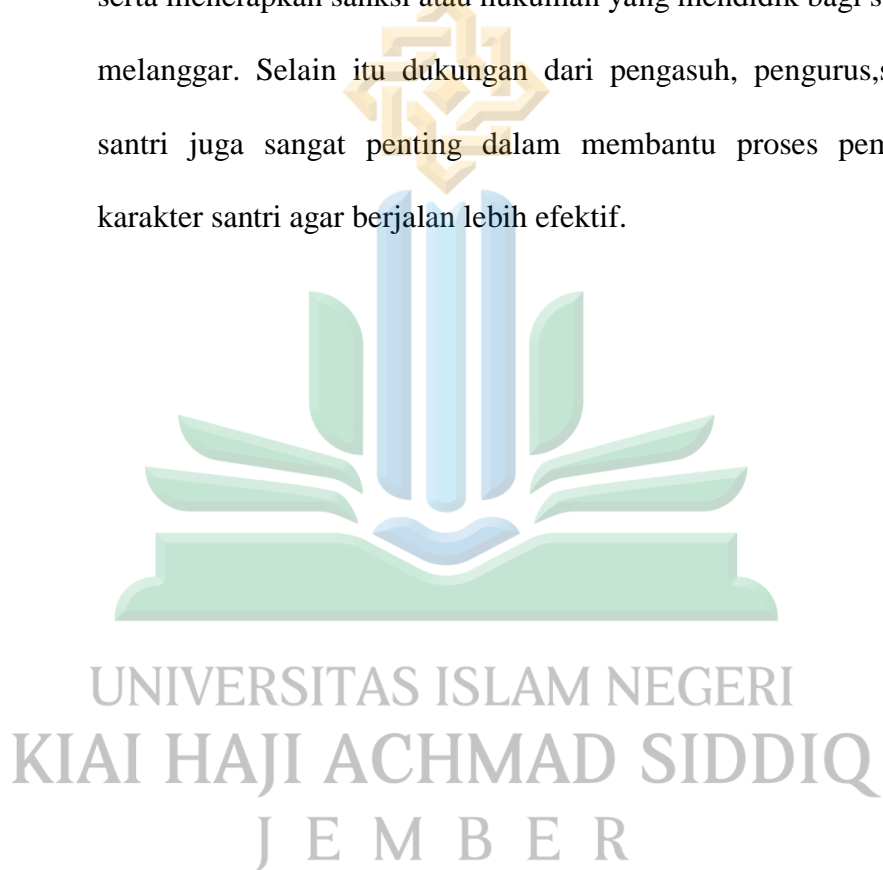 serta menerapkan sanksi atau hukuman yang mendidik bagi
melanggar. Selain itu dukungan dari pengasuh, pengurus,
santri juga sangat penting dalam membantu proses
karakter santri agar berjalan lebih efektif.
UNIVERSITAS ISLAM NEGERI
KIAI HAJI ACHMAD SIDDIQ
JEMBER